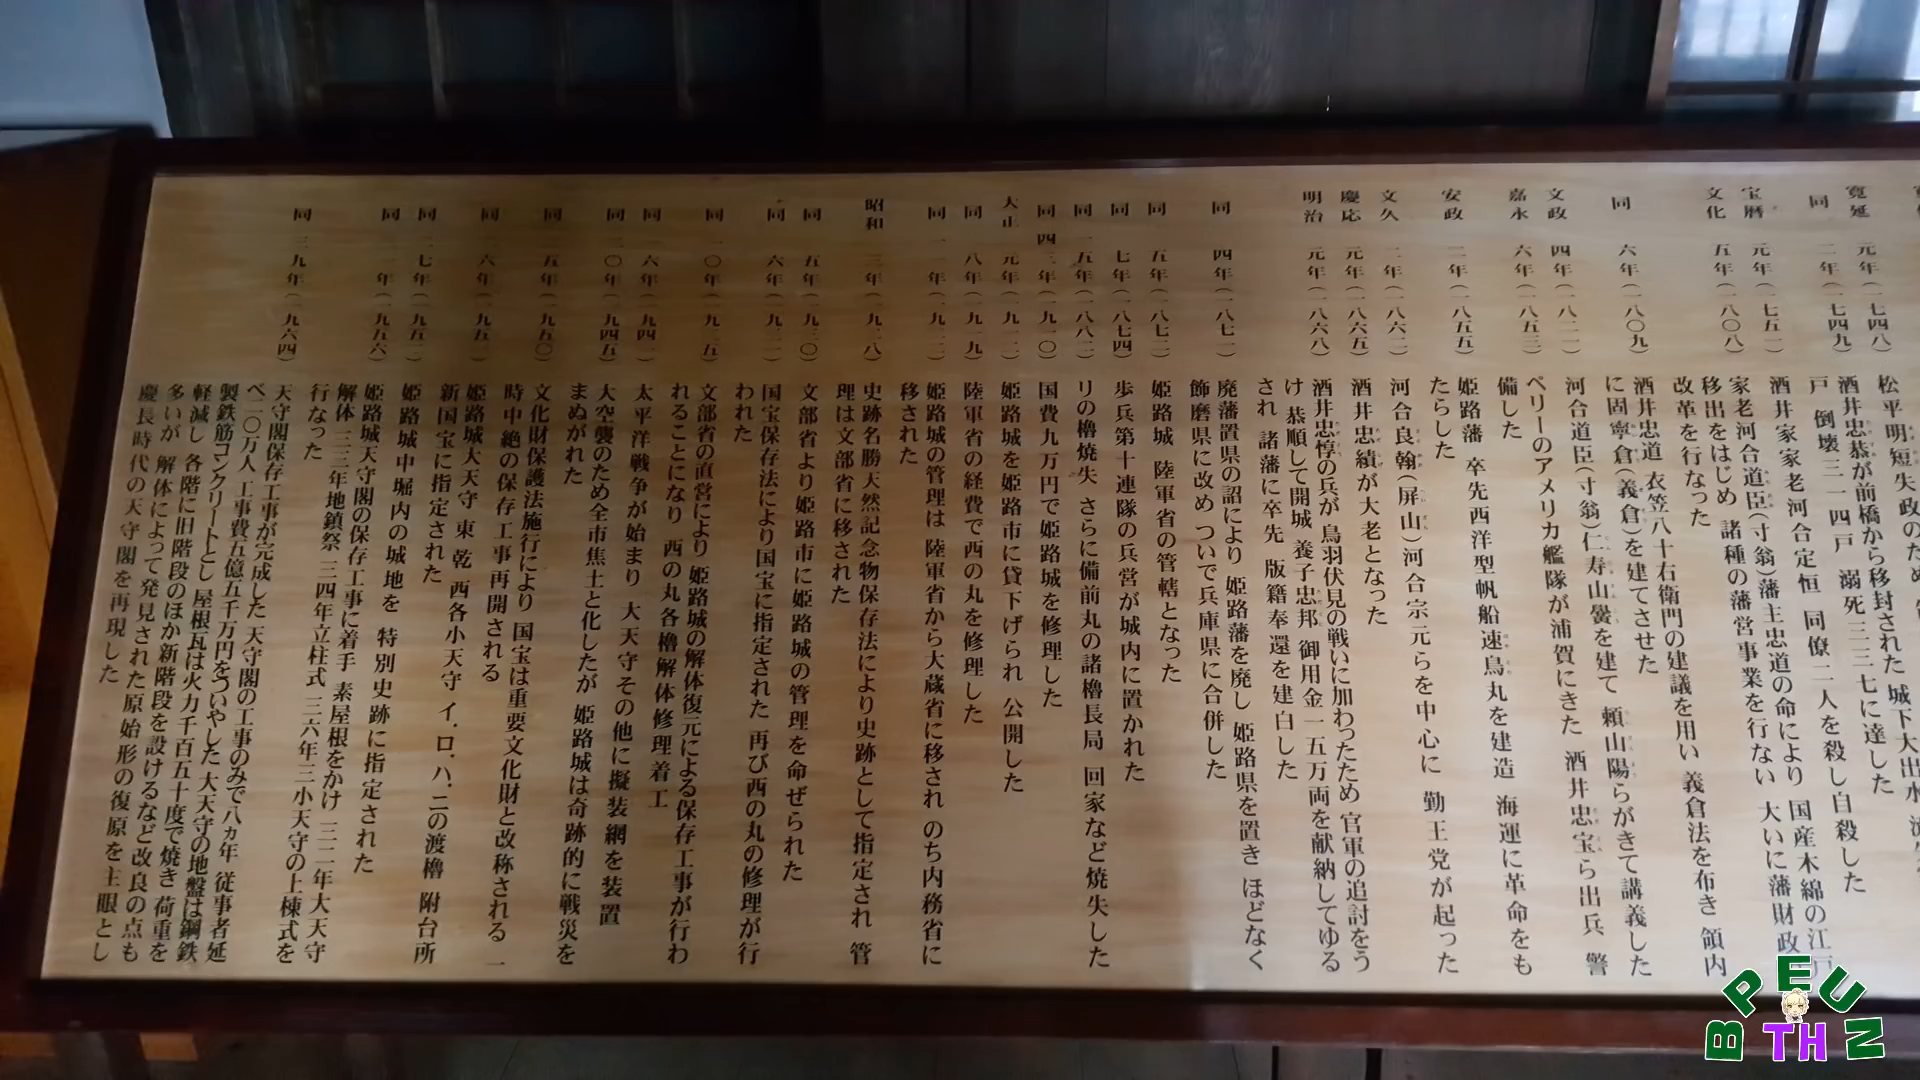 寛延 元年(一七四八)
松平明矩失政のため
酒井忠恭が前橋から移封された 城下大出水
同 二年(一七四九)
戸 倒壊三一四戸 溺死三三七に達した
宝暦 元年(一七五一)
酒井家家老河合定恒 同僚二人を殺し自殺した
文化 五年(一八〇八)
家老河合道臣(寸翁)藩主忠道の命により 国産木綿の江戸
移出をはじめ 諸種の藩営事業を行ない 大いに藩財政
改革を行なった
同 六年(一八〇九)
酒井忠道 衣笠八十右衛門の建議を用い 義倉法を布き 領内
に固寧倉(義倉)を建てさせた
文政 四年(一八二一)
河合道臣(寸翁)仁寿山黌を建て 頼山陽らがきて講義した
嘉永 六年(一八五三)
ペリーのアメリカ艦隊が浦賀にきた 酒井忠宝ら出兵 警
備した
安政 二年(一八五五)
姫路藩 卒先西洋型帆船速鳥丸を建造 海運に革命をも
たらした
文久 二年(一八六二)
河合良翰(屏山)河合宗元らを中心に 勤王党が起った
慶応 元年(一八六五)
酒井忠績が大老となった
明治 元年(一八六八)
酒井忠惇の兵が 鳥羽伏見の戦いに加わったため 官軍の追討をう
け 恭順して開城 養子忠邦 御用金一五万両を献納してゆる
され 諸藩に卒先 版籍奉還を建白した
同 四年(一八七一)
廃藩置県の詔により 姫路藩を廃し 姫路県を置き ほどなく
飾磨県に改め ついで兵庫県に合併した
同 五年(一八七二)
姫路城 陸軍省の管轄となった
同 七年(一八七四)
歩兵第十連隊の兵営が城内に置かれた
同 一五年(一八八二)
リの櫓焼失 さらに備前丸の諸櫓長局 回家など焼失した
同 四三年(一九一〇)
国費九万円で姫路城を修理した
大正 元年(一九一二)
姫路城を姫路市に貸下げられ 公開した
同 八年(一九一九)
陸軍省の経費で西の丸を修理した
同 一一年(一九二二)
姫路城の管理は 陸軍省から大蔵省に移され のち内務省に
移された
昭和 三年(一九二八)
史跡名勝天然記念物保存法により史跡として指定され 管
理は文部省に移された
同 五年(一九三〇)
文部省より姫路市に姫路城の管理を命ぜられた
同 六年(一九三一)
国宝保存法により国宝に指定された 再び西の丸の修理が行
われた
同 一〇年(一九三五)
文部省の直営により 姫路城の解体復元による保存工事が行わ
れることになり 西の丸各櫓解体修理着工
同 一六年(一九四一)
太平洋戦争が始まり 大天守その他に擬装網を装置
同 二〇年(一九四五)
大空襲のため全市焦土と化したが 姫路城は奇跡的に戦災を
まぬがれた
同 二五年(一九五〇)
文化財保護法施行により 国宝は重要文化財と改称される 一
時中絶の保存工事再開される
同 二六年(一九五一)
姫路城大天守 東 乾 西各小天守 イ.ロ.ハ.ニの渡櫓 附台所
新国宝に指定された
同 二七年(一九五二)
姫路城中堀内の城地を 特別史跡に指定された
同 三一年(一九五六)
姫路城天守閣の保存工事に着手 素屋根をかけ 三二年大天守
解体 三三年地鎮祭 三四年立柱式 三六年三小天守の上棟式を
行なった
同 三九年(一九六四)
天守閣保存工事が完成した 天守閣の工事のみで八ヵ年 従事者延
べ二〇万人 工事費五億五千万円をついやした 大天守の地盤は鋼鉄
製鉄筋コンクリートとし 屋根瓦は火力千百五十度で焼き 荷重を
軽減し 各階に旧階段のほか新階段を設けるなど改良の点も
多いが 解体によって発見された原始形の復原を主眼とし
慶長時代の天守閣を再現した
BPEUN
TH